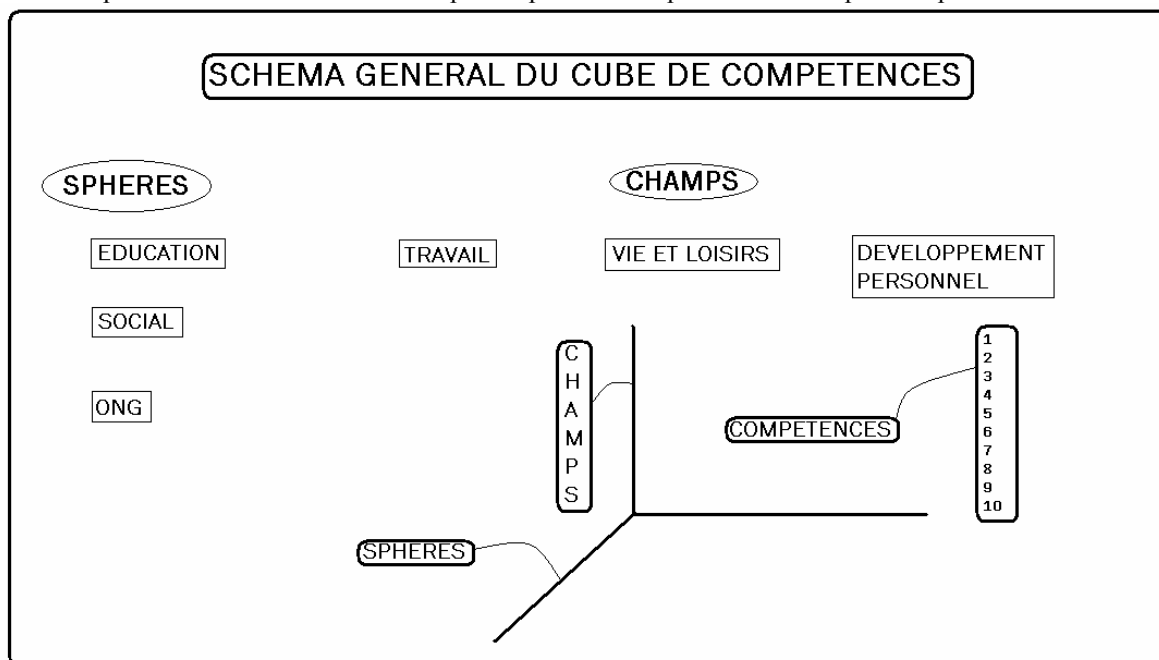 SCHEMA GENERAL DU CUBE DE COMPETENCES
SPHERES
CHAMPS
EDUCATION
TRAVAIL
VIE ET LOISIRS
DEVELOPPEMENT
PERSONNEL
SOCIAL
ONG
C
H
A
M
P
S
COMPETENCES
1
2
3
4
5
6
7
8
9
10
SPHERES